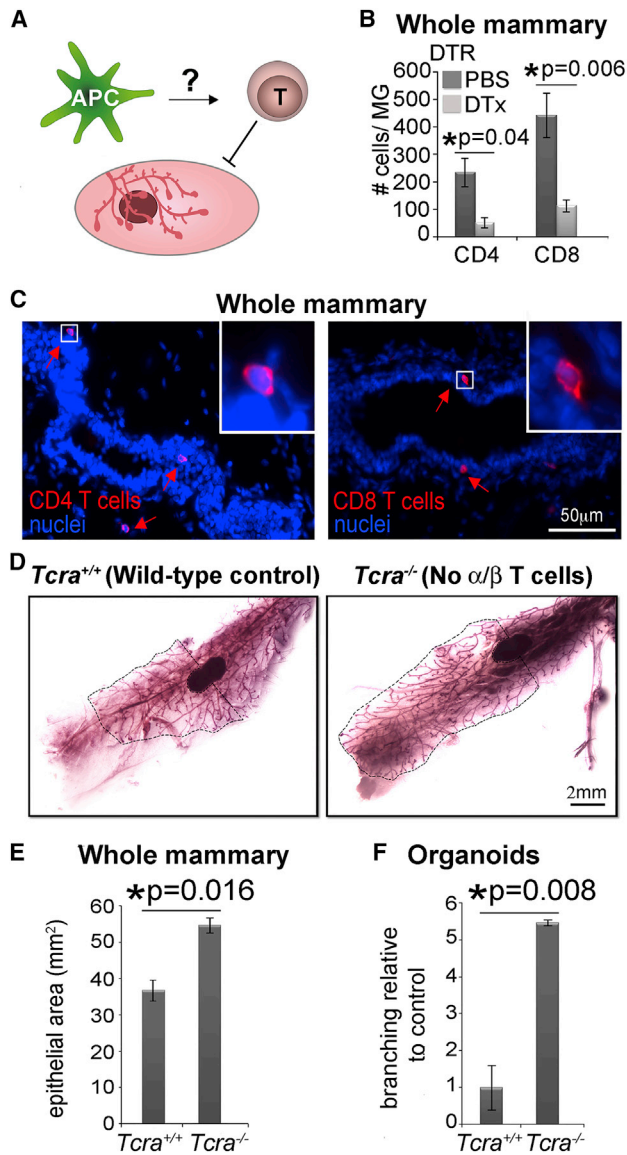 A
APC
?
T
B Whole mammary
DTR
PBS
DTx
*p=0.006
*p=0.04
# cells/ MG
600
500
400
300
200
100
00
CD4 CD8
C Whole mammary
CD4 T cells
nuclei
CD8 T cells
nuclei
50μm
D Tcra+/+ (Wild-type control) Tcra-/- (No α/β T cells)
2mm
E Whole mammary
*p=0.016
epithelial area (mm2)
60
50
40
30
20
10
0
Tcra+/+ Tcra-/-
F Organoids
*p=0.008
branching relative
to control
6
5
4
3
2
1
0
Tcra+/+ Tcra-/-